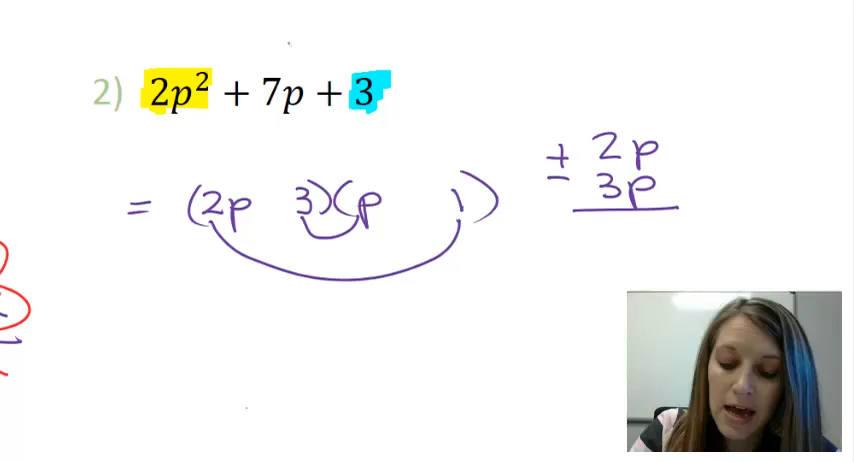 2) 2p² + 7p + 3
= (2p 3)(p 1)
± 2p
3p